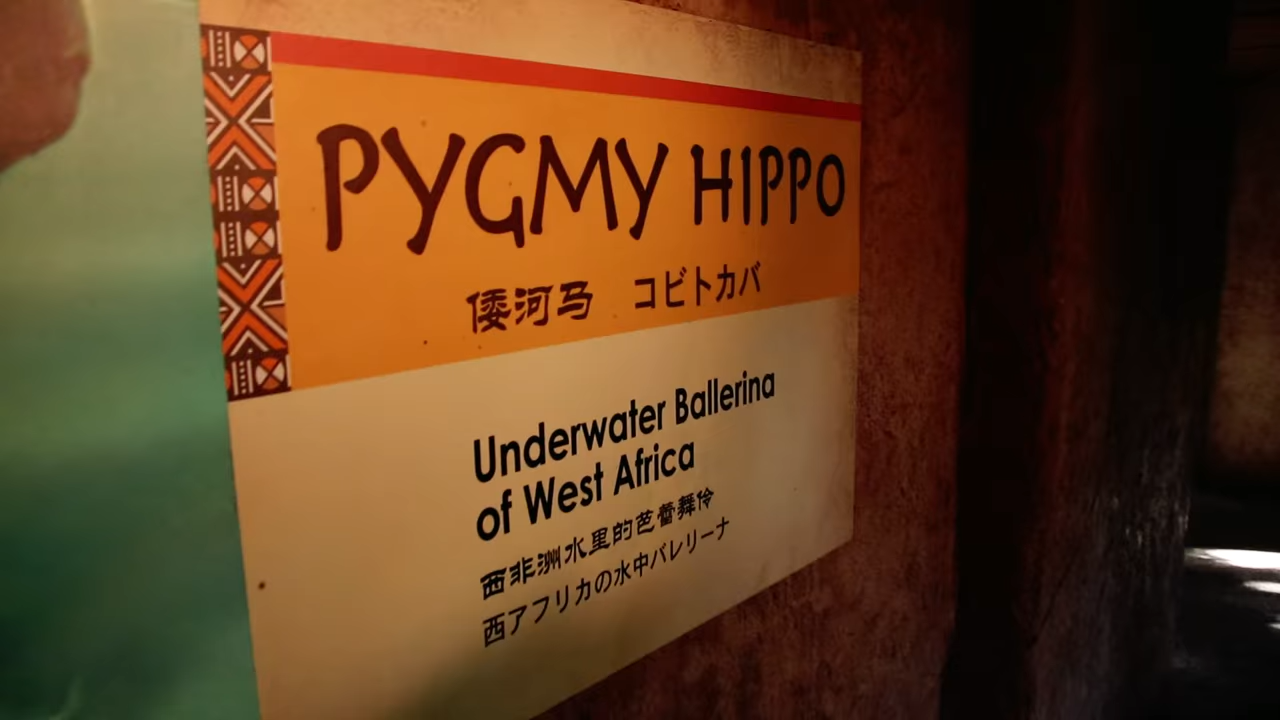 PYGMY HIPPO
倭河马 コビトカバ
Underwater Ballerina
of West Africa
西非洲水里的芭蕾舞伶
西アフリカの水中バレリーナ